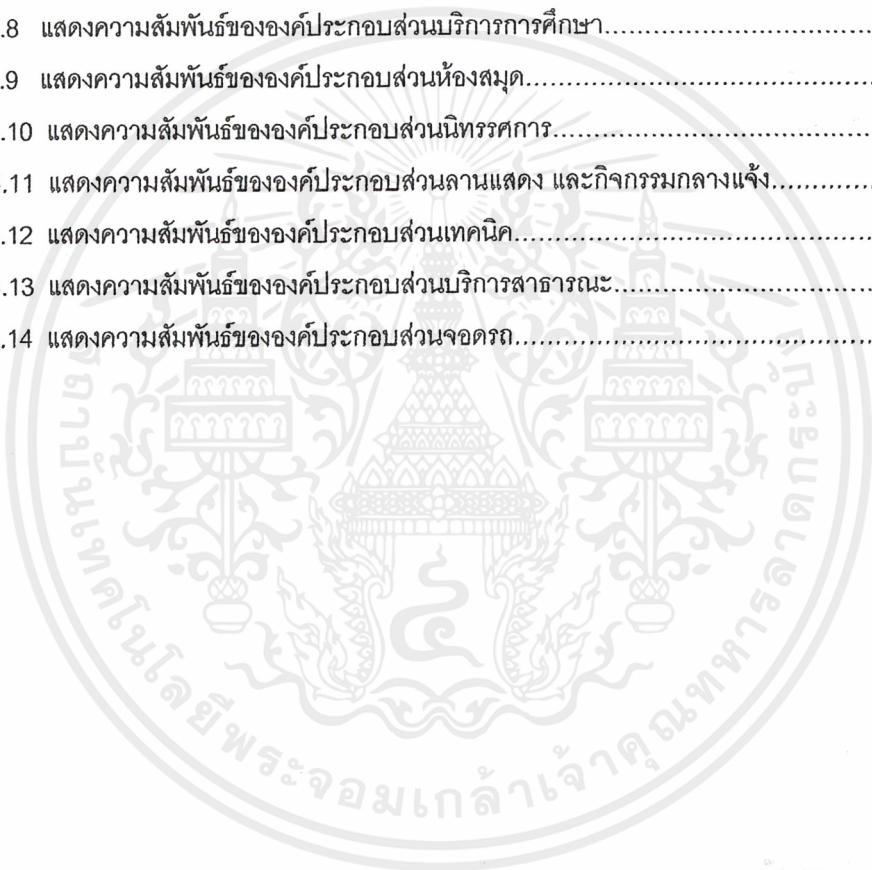 .8 แสดงความสัมพันธ์ขององค์ประกอบส่วนบริการการศึกษา................................
.9 แสดงความสัมพันธ์ขององค์ประกอบส่วนห้องสมุด..........................................
.10 แสดงความสัมพันธ์ขององค์ประกอบส่วนนิทรรศการ.......................................
.11 แสดงความสัมพันธ์ขององค์ประกอบส่วนลานแสดง และกิจกรรมกลางแจ้ง.............
.12 แสดงความสัมพันธ์ขององค์ประกอบส่วนเทคนิค...........................................
.13 แสดงความสัมพันธ์ขององค์ประกอบส่วนบริการสาธารณะ................................
.14 แสดงความสัมพันธ์ขององค์ประกอบส่วนจอดรถ............................................
สถาบันเทคโนโลยีพระจอมเกล้าเจ้าคุณทหารลาดกระบัง